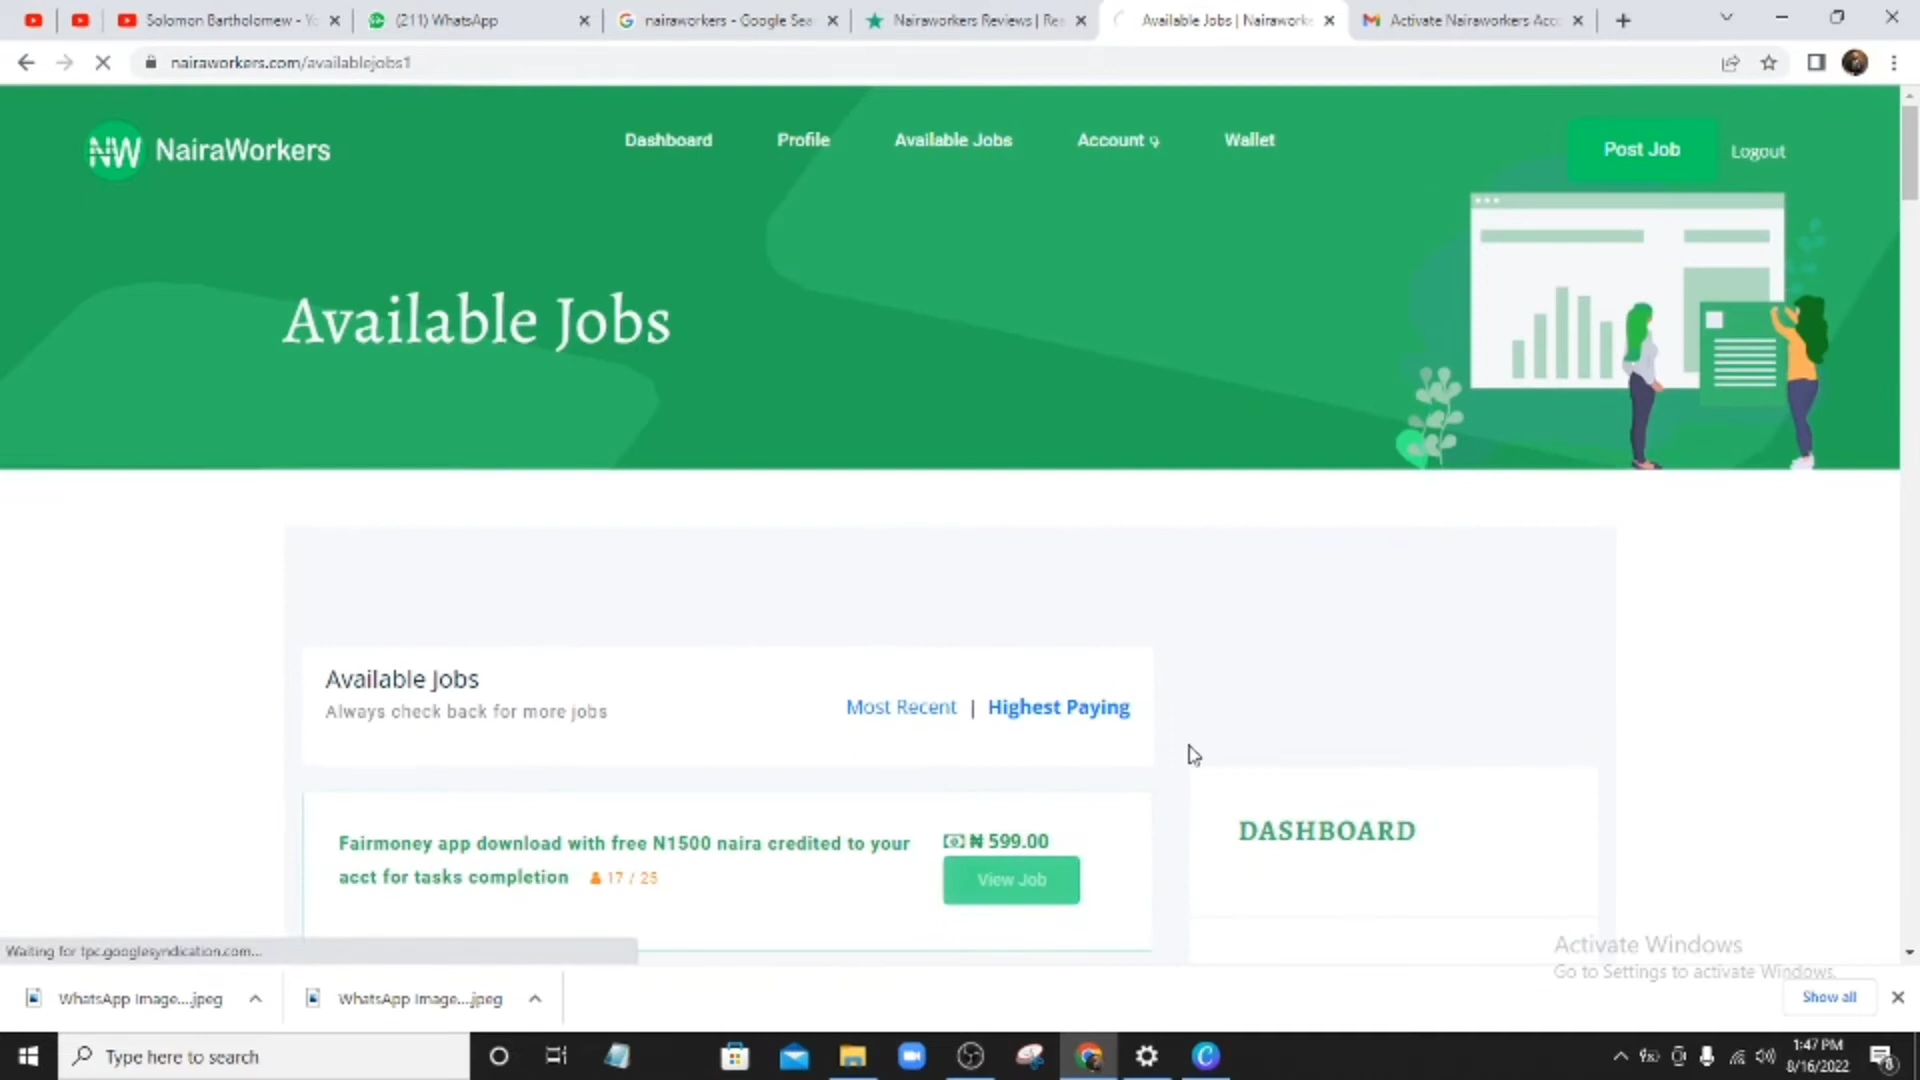 Solomon Bartholomew - Yo
(211) WhatsApp
nairaworkers - Google Sea
Nairaworkers Reviews | Rea
Available Jobs | Nairaworke
Activate Nairaworkers Acco
nairaworkers.com/availablejobs1
NW NairaWorkers
Dashboard
Profile
Available Jobs
Account
Wallet
Post Job
Logout
Available Jobs
Available Jobs
Always check back for more jobs
Most Recent | Highest Paying
Fairmoney app download with free N1500 naira credited to your
acct for tasks completion 17 / 25
₦ 599.00
View Job
DASHBOARD
Activate Windows
Go to Settings to activate Windows.
Waiting for tpc.googlesyndication.com...
WhatsApp Image....jpeg
WhatsApp Image....jpeg
Show all
Type here to search
1:47 PM
8/16/2022